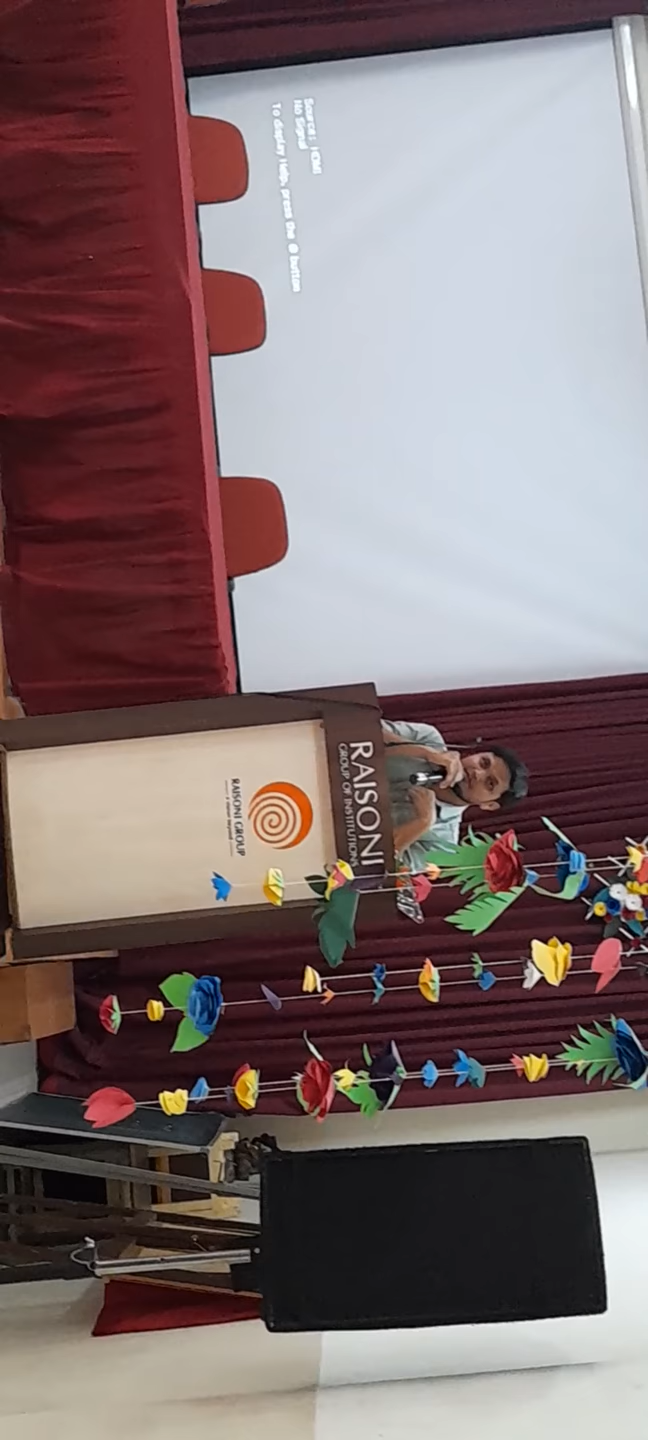 Source: HDMI
No Signal
To display Help, press the button
RAISONI
GROUP OF INSTITUTIONS
RAISONI GROUP